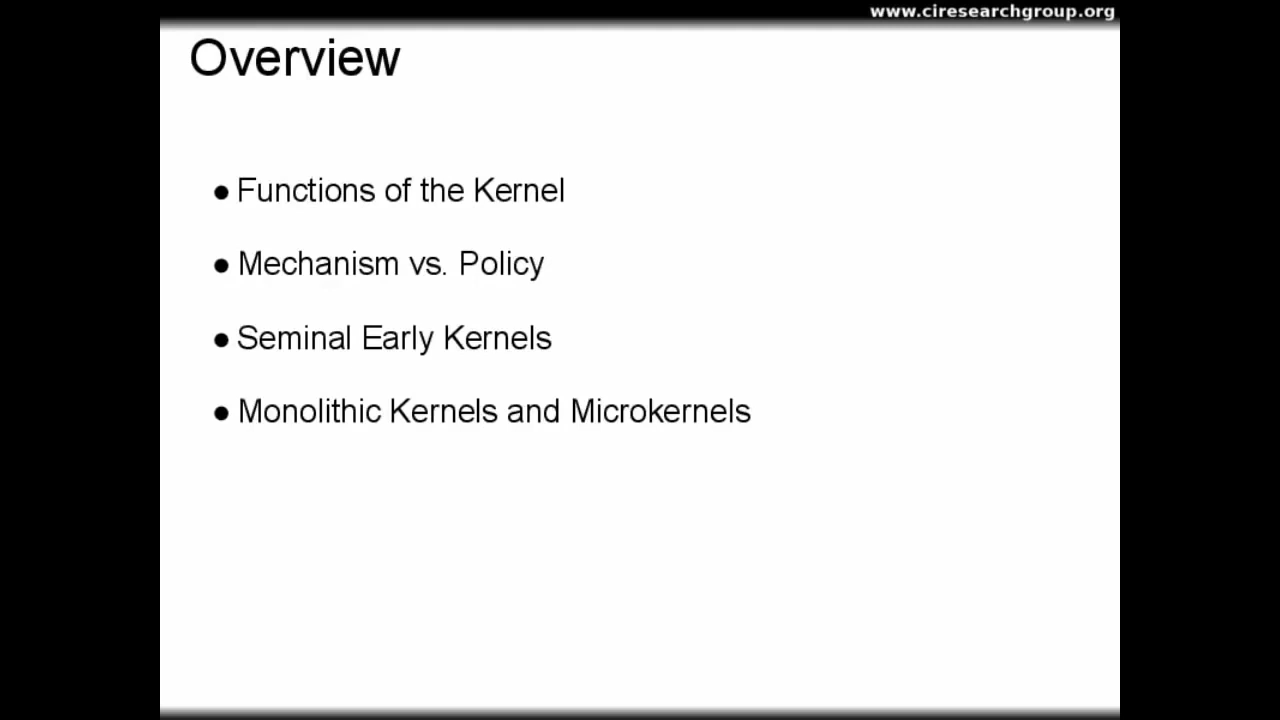 www.ciresearchgroup.org
Overview
● Functions of the Kernel
● Mechanism vs. Policy
● Seminal Early Kernels
● Monolithic Kernels and Microkernels